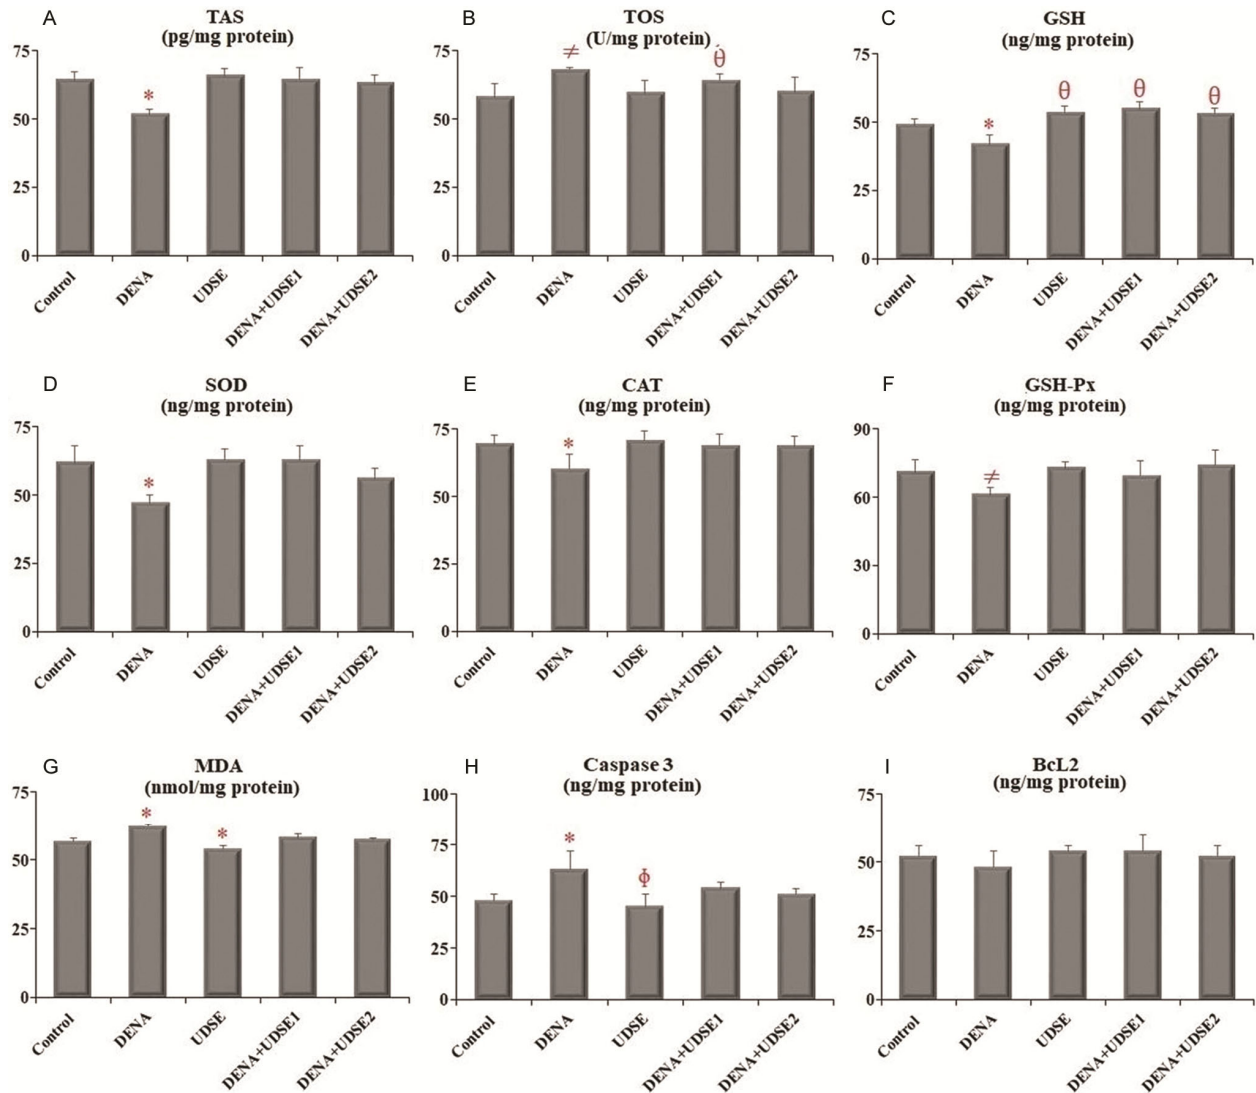 A
TAS
(pg/mg protein)
75
50
25
0
*
Control
DENA
UDSE
DENA+UDSE1
DENA+UDSE2
B
TOS
(U/mg protein)
75
50
25
0
≠
θ
Control
DENA
UDSE
DENA+UDSE1
DENA+UDSE2
C
GSH
(ng/mg protein)
75
50
25
0
*
θ
θ
θ
Control
DENA
UDSE
DENA+UDSE1
DENA+UDSE2
D
SOD
(ng/mg protein)
75
50
25
0
*
Control
DENA
UDSE
DENA+UDSE1
DENA+UDSE2
E
CAT
(ng/mg protein)
75
50
25
0
*
Control
DENA
UDSE
DENA+UDSE1
DENA+UDSE2
F
GSH-Px
(ng/mg protein)
90
60
30
0
≠
Control
DENA
UDSE
DENA+UDSE1
DENA+UDSE2
G
MDA
(nmol/mg protein)
75
50
25
0
*
*
Control
DENA
UDSE
DENA+UDSE1
DENA+UDSE2
H
Caspase 3
(ng/mg protein)
100
75
50
25
0
*
ϕ
Control
DENA
UDSE
DENA+UDSE1
DENA+UDSE2
I
BcL2
(ng/mg protein)
75
50
25
0
Control
DENA
UDSE
DENA+UDSE1
DENA+UDSE2